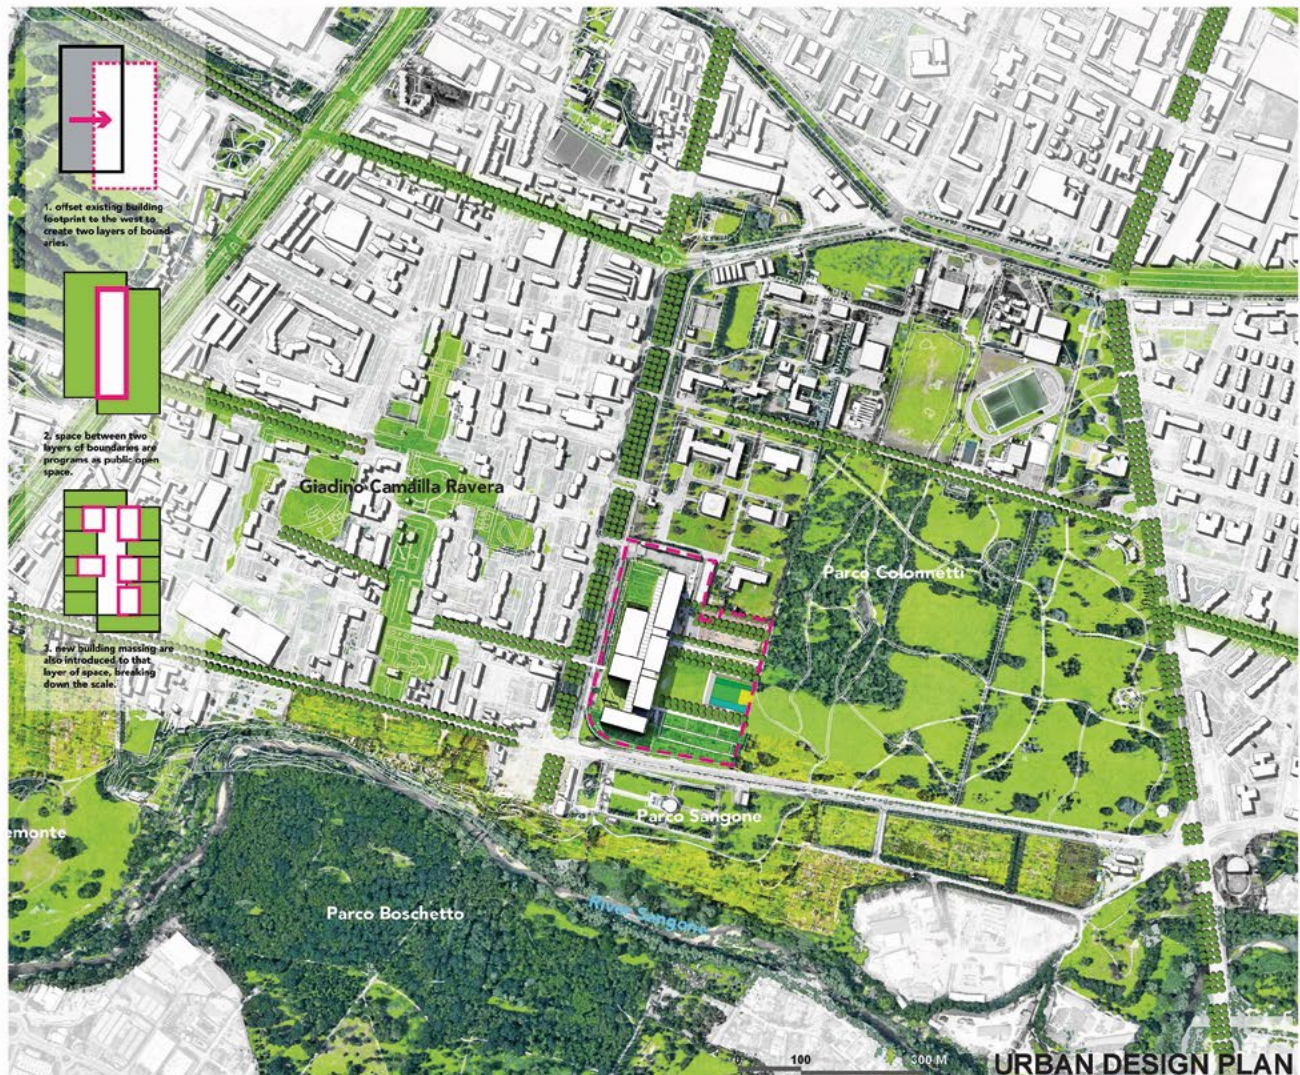 1. offset existing building
footprint to the west to
create two layers of bound-
aries.
2. space between two
layers of boundaries are
programs as public open
space.
3. new building massing are
also introduced to that
layer of space, breaking
down the scale.
Giadino Camailla Ravera
Parco Colonnetti
Parco Sangone
emonte
Parco Boschetto
River Sangone
0 100 300 M
URBAN DESIGN PLAN